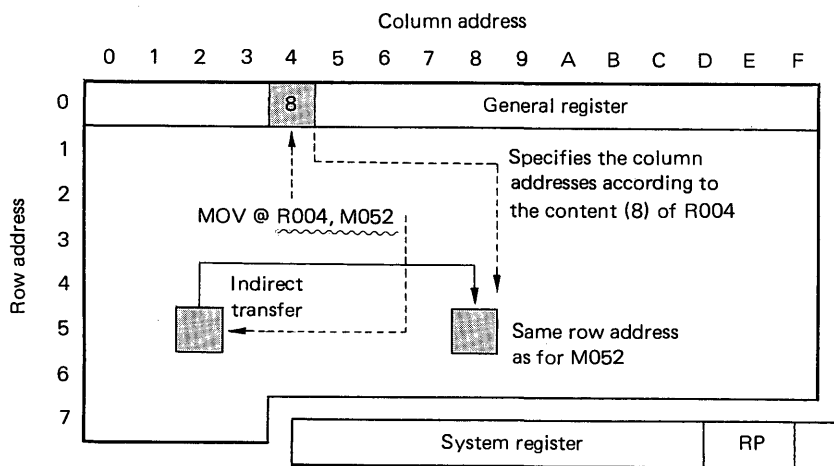 Column address
0 1 2 3 4 5 6 7 8 9 A B C D E F
0
8
General register
1
2
3
4
5
6
7
Row address
Specifies the column
addresses according to
the content (8) of R004
MOV @ R004, M052
Indirect
transfer
Same row address
as for M052
System register
RP